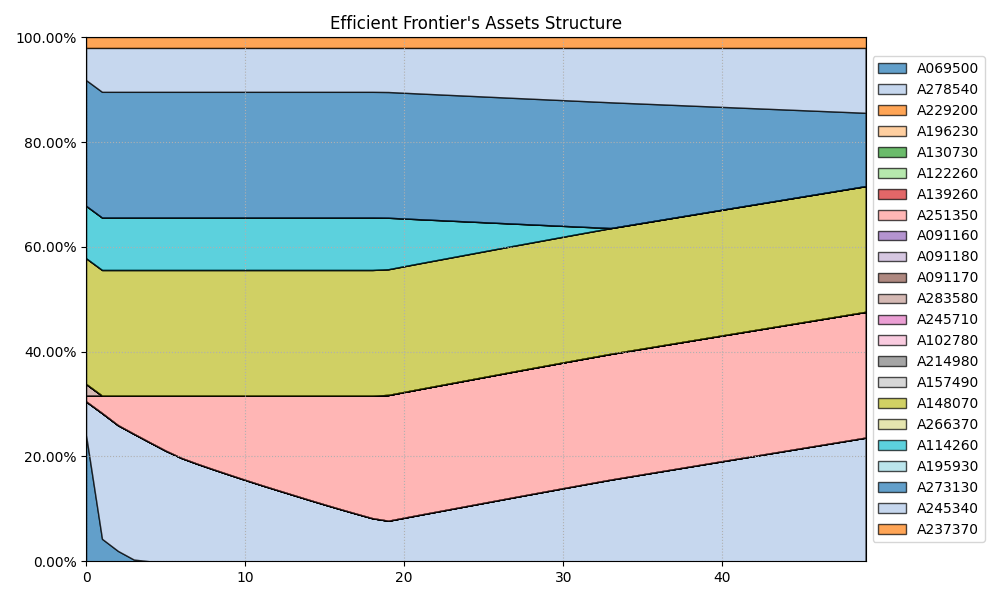 Efficient Frontier's Assets Structure
100.00%
80.00%
60.00%
40.00%
20.00%
0.00%
0
10
20
30
40
A069500
A278540
A229200
A196230
A130730
A122260
A139260
A251350
A091160
A091180
A091170
A283580
A245710
A102780
A214980
A157490
A148070
A266370
A114260
A195930
A273130
A245340
A237370